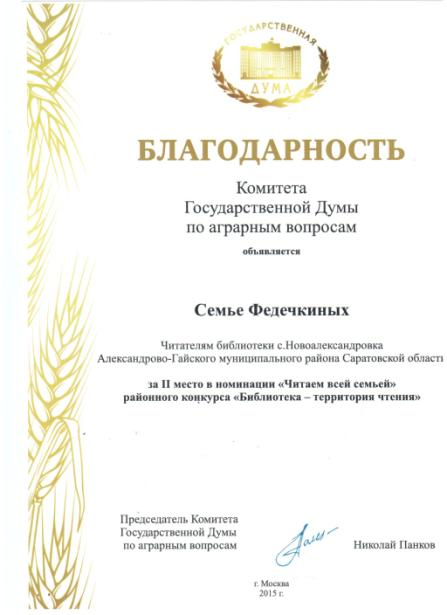 ГОСУДАРСТВЕННАЯ
ДУМА
БЛАГОДАРНОСТЬ
Комитета
Государственной Думы
по аграрным вопросам
объявляется
Семье Федечкиных
Читателям библиотеки с.Новоалександровка
Александрово-Гайского муниципального района Саратовской област
за II место в номинации «Читаем всей семьей»
районного конкурса «Библиотека – территория чтения»
Председатель Комитета
Государственной Думы
по аграрным вопросам
Николай Панков
г. Москва
2015 г.